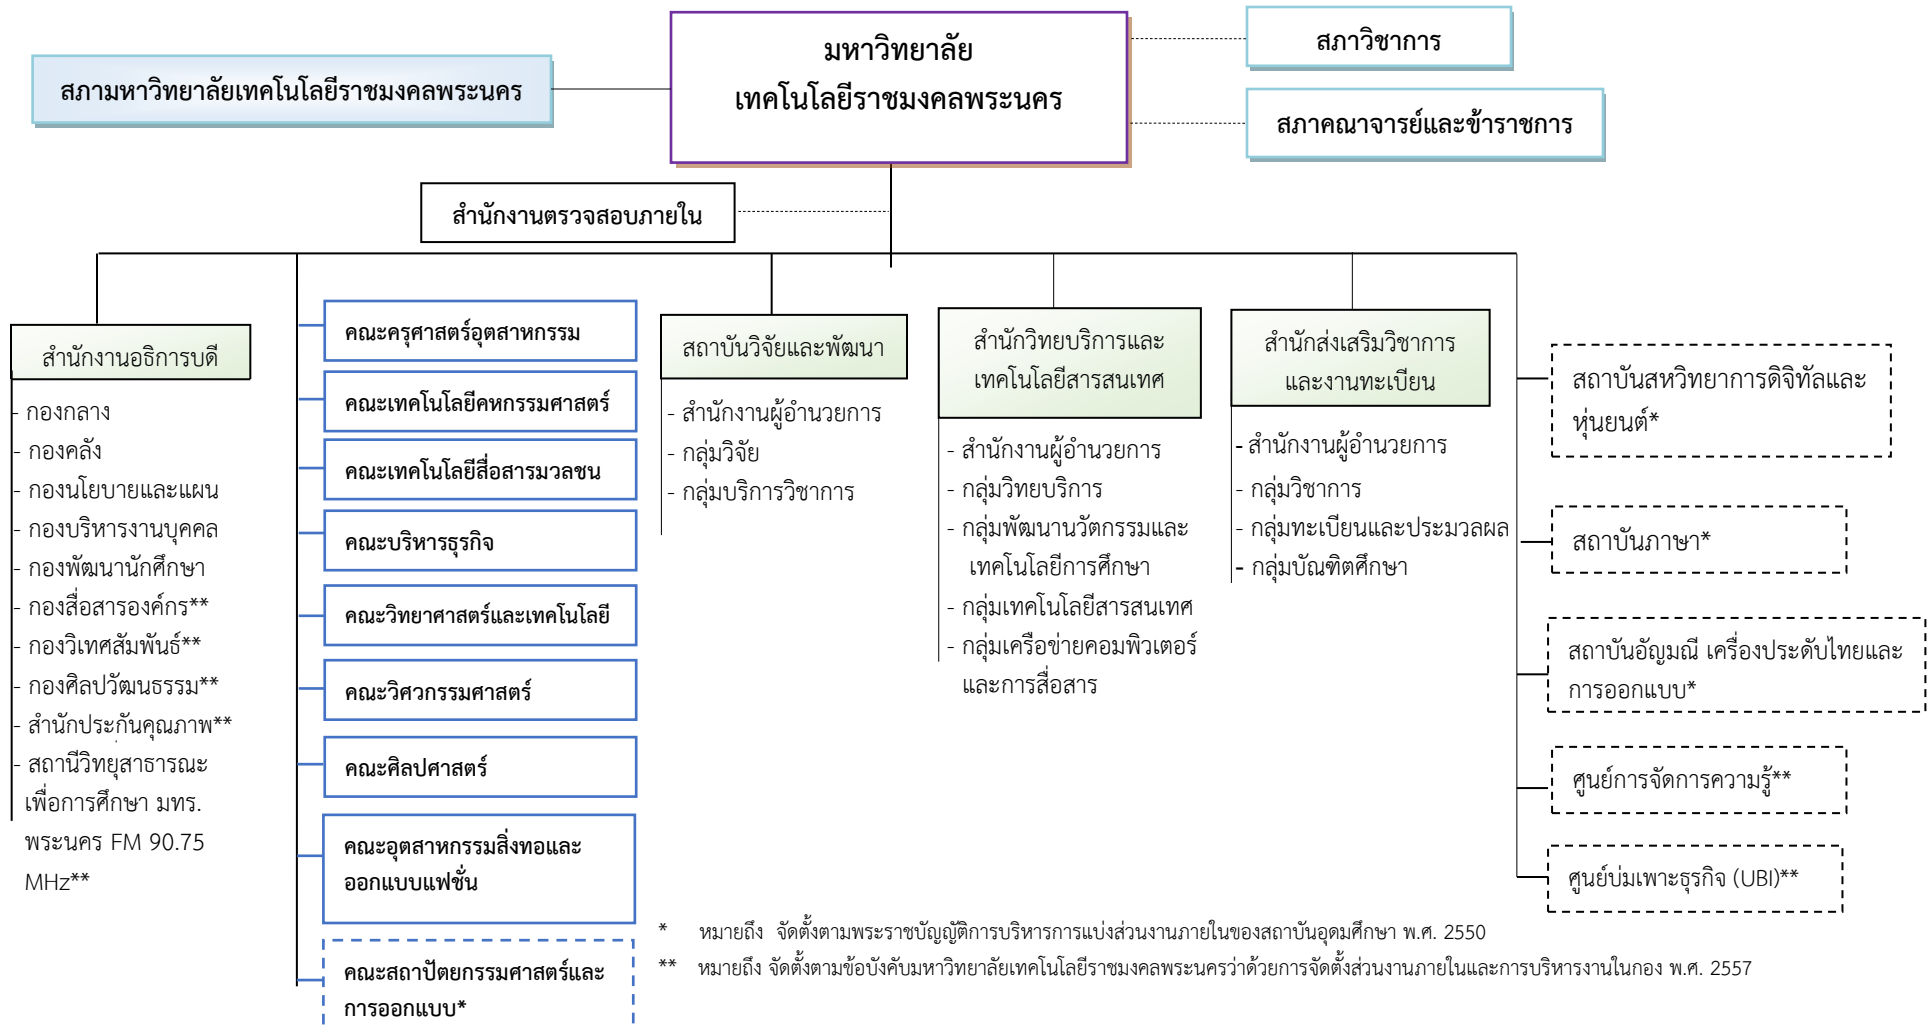 มหาวิทยาลัย
เทคโนโลยีราชมงคลพระนคร
สภามหาวิทยาลัยเทคโนโลยีราชมงคลพระนคร
สภาวิชาการ
สภาคณาจารย์และข้าราชการ
สำนักงานตรวจสอบภายใน
สำนักงานอธิการบดี
- กองกลาง
- กองคลัง
- กองนโยบายและแผน
- กองบริหารงานบุคคล
- กองพัฒนานักศึกษา
- กองสื่อสารองค์กร**
- กองวิเทศสัมพันธ์**
- กองศิลปวัฒนธรรม**
- สำนักประกันคุณภาพ**
- สถานีวิทยุสาธารณะ
เพื่อการศึกษา มทร.
พระนคร FM 90.75
MHz**
คณะครุศาสตร์อุตสาหกรรม
คณะเทคโนโลยีคหกรรมศาสตร์
คณะเทคโนโลยีสื่อสารมวลชน
คณะบริหารธุรกิจ
คณะวิทยาศาสตร์และเทคโนโลยี
คณะวิศวกรรมศาสตร์
คณะศิลปศาสตร์
คณะอุตสาหกรรมสิ่งทอและ
ออกแบบแฟชั่น
คณะสถาปัตยกรรมศาสตร์และ
การออกแบบ*
สถาบันวิจัยและพัฒนา
- สำนักงานผู้อำนวยการ
- กลุ่มวิจัย
- กลุ่มบริการวิชาการ
สำนักวิทยบริการและ
เทคโนโลยีสารสนเทศ
- สำนักงานผู้อำนวยการ
- กลุ่มวิทยบริการ
- กลุ่มพัฒนานวัตกรรมและ
เทคโนโลยีการศึกษา
- กลุ่มเทคโนโลยีสารสนเทศ
- กลุ่มเครือข่ายคอมพิวเตอร์
และการสื่อสาร
สำนักส่งเสริมวิชาการ
และงานทะเบียน
- สำนักงานผู้อำนวยการ
- กลุ่มวิชาการ
- กลุ่มทะเบียนและประมวลผล
- กลุ่มบัณฑิตศึกษา
สถาบันสหวิทยาการดิจิทัลและ
หุ่นยนต์*
สถาบันภาษา*
สถาบันอัญมณี เครื่องประดับไทยและ
การออกแบบ*
ศูนย์การจัดการความรู้**
ศูนย์บ่มเพาะธุรกิจ (UBI)**
* หมายถึง จัดตั้งตามพระราชบัญญัติการบริหารการแบ่งส่วนงานภายในของสถาบันอุดมศึกษา พ.ศ. 2550
** หมายถึง จัดตั้งตามข้อบังคับมหาวิทยาลัยเทคโนโลยีราชมงคลพระนครว่าด้วยการจัดตั้งส่วนงานภายในและการบริหารงานในกอง พ.ศ. 2557